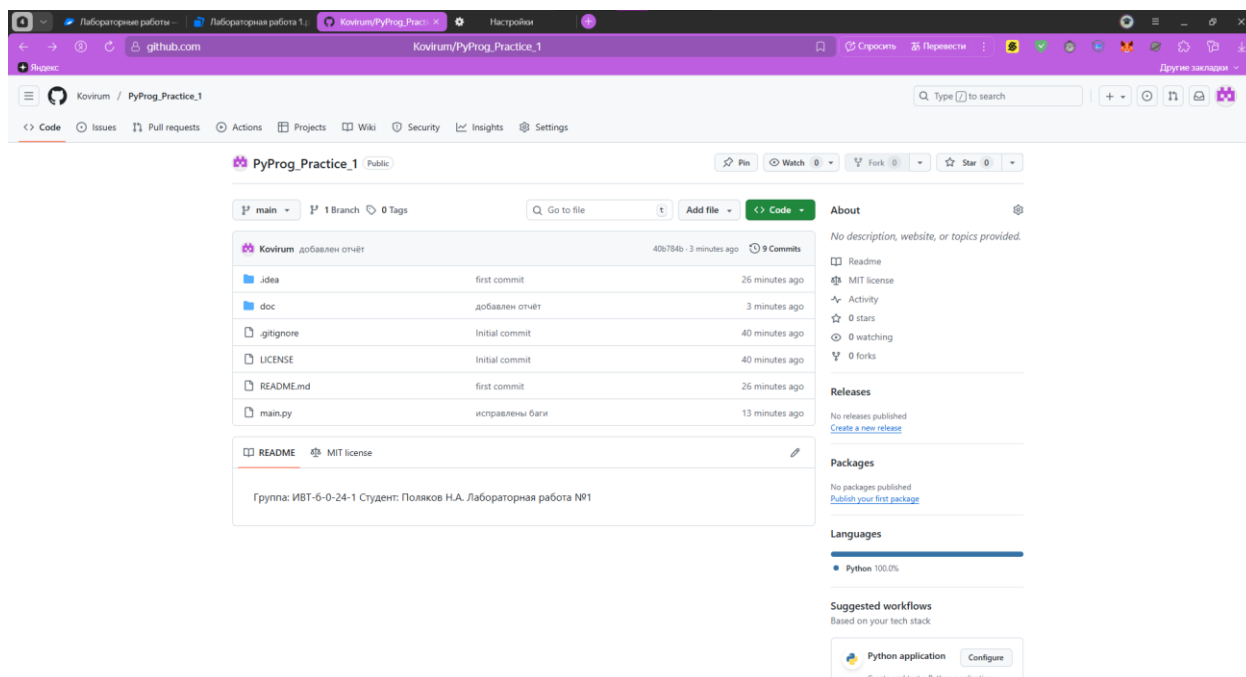 4 Лабораторные работы — Лабораторная работа 1.p Kovirum/PyProg_Practi Настройки
github.com Kovirum/PyProg_Practice_1 Спросить Перевести
Яндекс Другие закладки
Kovirum / PyProg_Practice_1 Type / to search
Code Issues Pull requests Actions Projects Wiki Security Insights Settings
PyProg_Practice_1 Public Pin Watch 0 Fork 0 Star 0
main 1 Branch 0 Tags Go to file t Add file Code
Kovirum добавлен отчёт 40b784b · 3 minutes ago 9 Commits
.idea first commit 26 minutes ago
doc добавлен отчёт 3 minutes ago
.gitignore Initial commit 40 minutes ago
LICENSE Initial commit 40 minutes ago
README.md first commit 26 minutes ago
main.py исправлены баги 13 minutes ago
README MIT license
Группа: ИВТ-б-0-24-1 Студент: Поляков Н.А. Лабораторная работа №1
About
No description, website, or topics provided.
Readme
MIT license
Activity
0 stars
0 watching
0 forks
Releases
No releases published
Create a new release
Packages
No packages published
Publish your first package
Languages
Python 100.0%
Suggested workflows
Based on your tech stack
Python application Configure